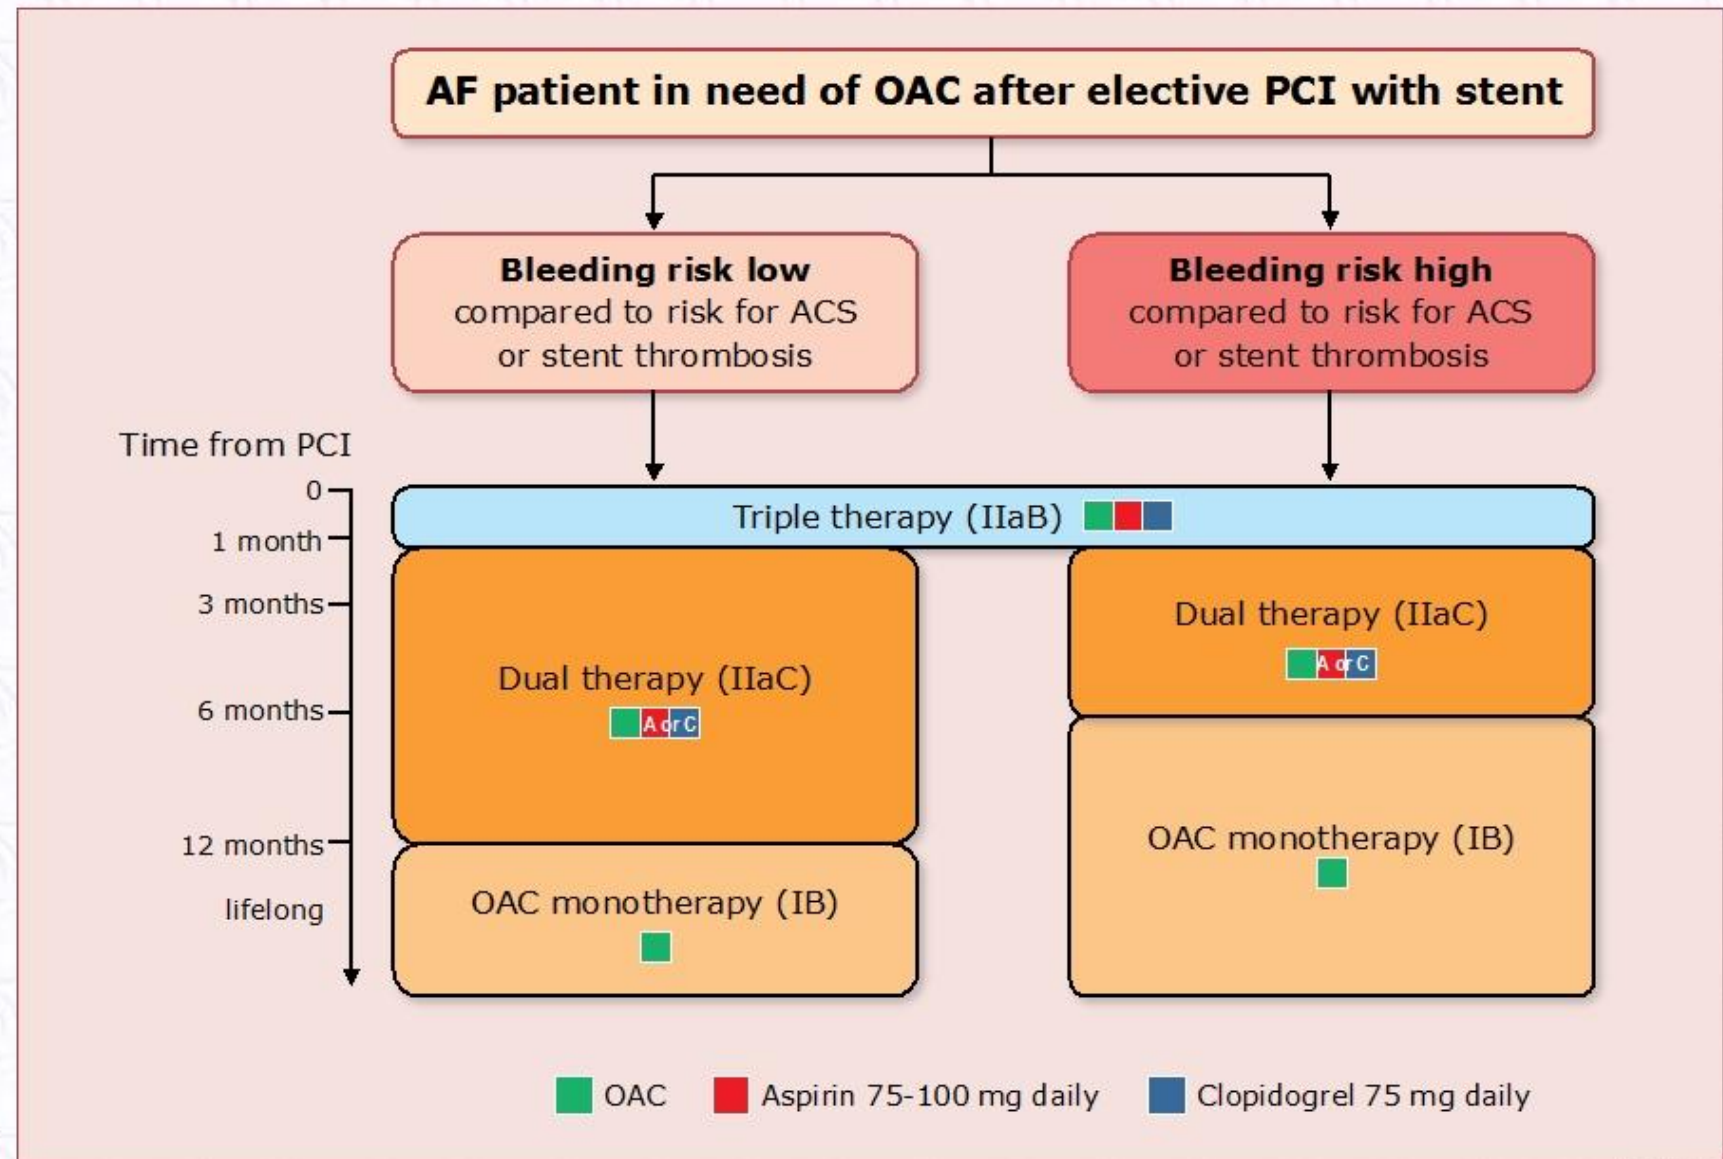 AF patient in need of OAC after elective PCI with stent
Bleeding risk low
compared to risk for ACS
or stent thrombosis
Bleeding risk high
compared to risk for ACS
or stent thrombosis
Time from PCI
0
1 month
3 months
6 months
12 months
lifelong
Triple therapy (IIaB)
Dual therapy (IIaC)
A or C
OAC monotherapy (IB)
Dual therapy (IIaC)
A or C
OAC monotherapy (IB)
OAC
Aspirin 75-100 mg daily
Clopidogrel 75 mg daily